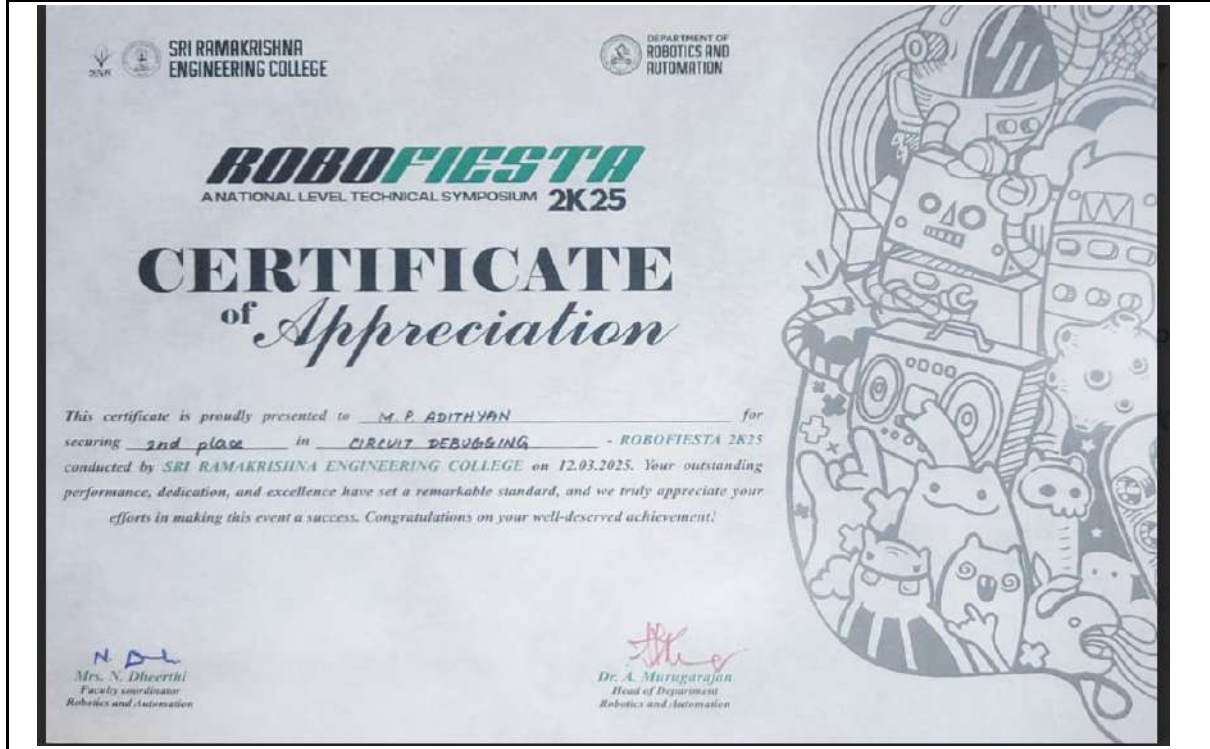 SNR
SRI RAMAKRISHNA
ENGINEERING COLLEGE
DEPARTMENT OF
ROBOTICS AND
AUTOMATION
ROBOFIESTA
A NATIONAL LEVEL TECHNICAL SYMPOSIUM 2K25
CERTIFICATE
of Appreciation
This certificate is proudly presented to M. P. ADITHYAN for
securing 2nd place in CIRCUIT DEBUGGING - ROBOFIESTA 2K25
conducted by SRI RAMAKRISHNA ENGINEERING COLLEGE on 12.03.2025. Your outstanding
performance, dedication, and excellence have set a remarkable standard, and we truly appreciate your
efforts in making this event a success. Congratulations on your well-deserved achievement!
Mrs. N. Dheerthi
Faculty coordinator
Robotics and Automation
Dr. A. Murugarajan
Head of Department
Robotics and Automation